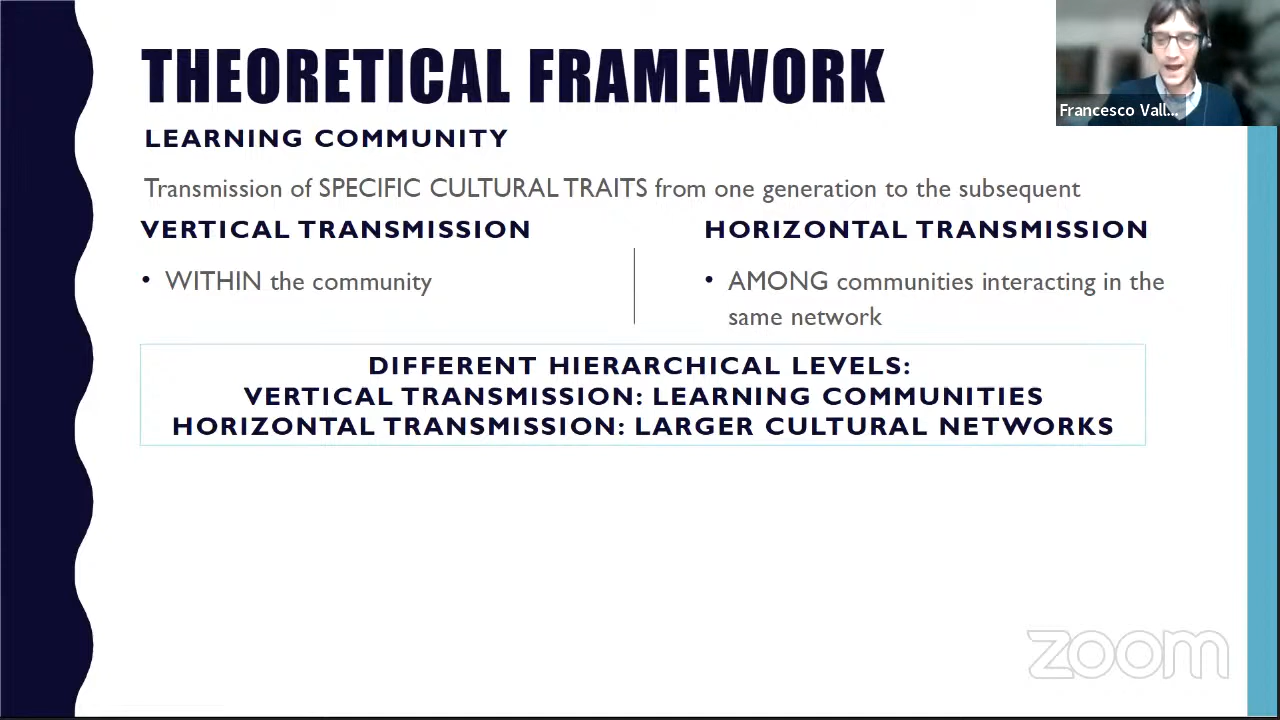 THEORETICAL FRAMEWORK
LEARNING COMMUNITY
Transmission of SPECIFIC CULTURAL TRAITS from one generation to the subsequent
VERTICAL TRANSMISSION
• WITHIN the community
HORIZONTAL TRANSMISSION
• AMONG communities interacting in the
same network
DIFFERENT HIERARCHICAL LEVELS:
VERTICAL TRANSMISSION: LEARNING COMMUNITIES
HORIZONTAL TRANSMISSION: LARGER CULTURAL NETWORKS
Francesco Vall...
zoom